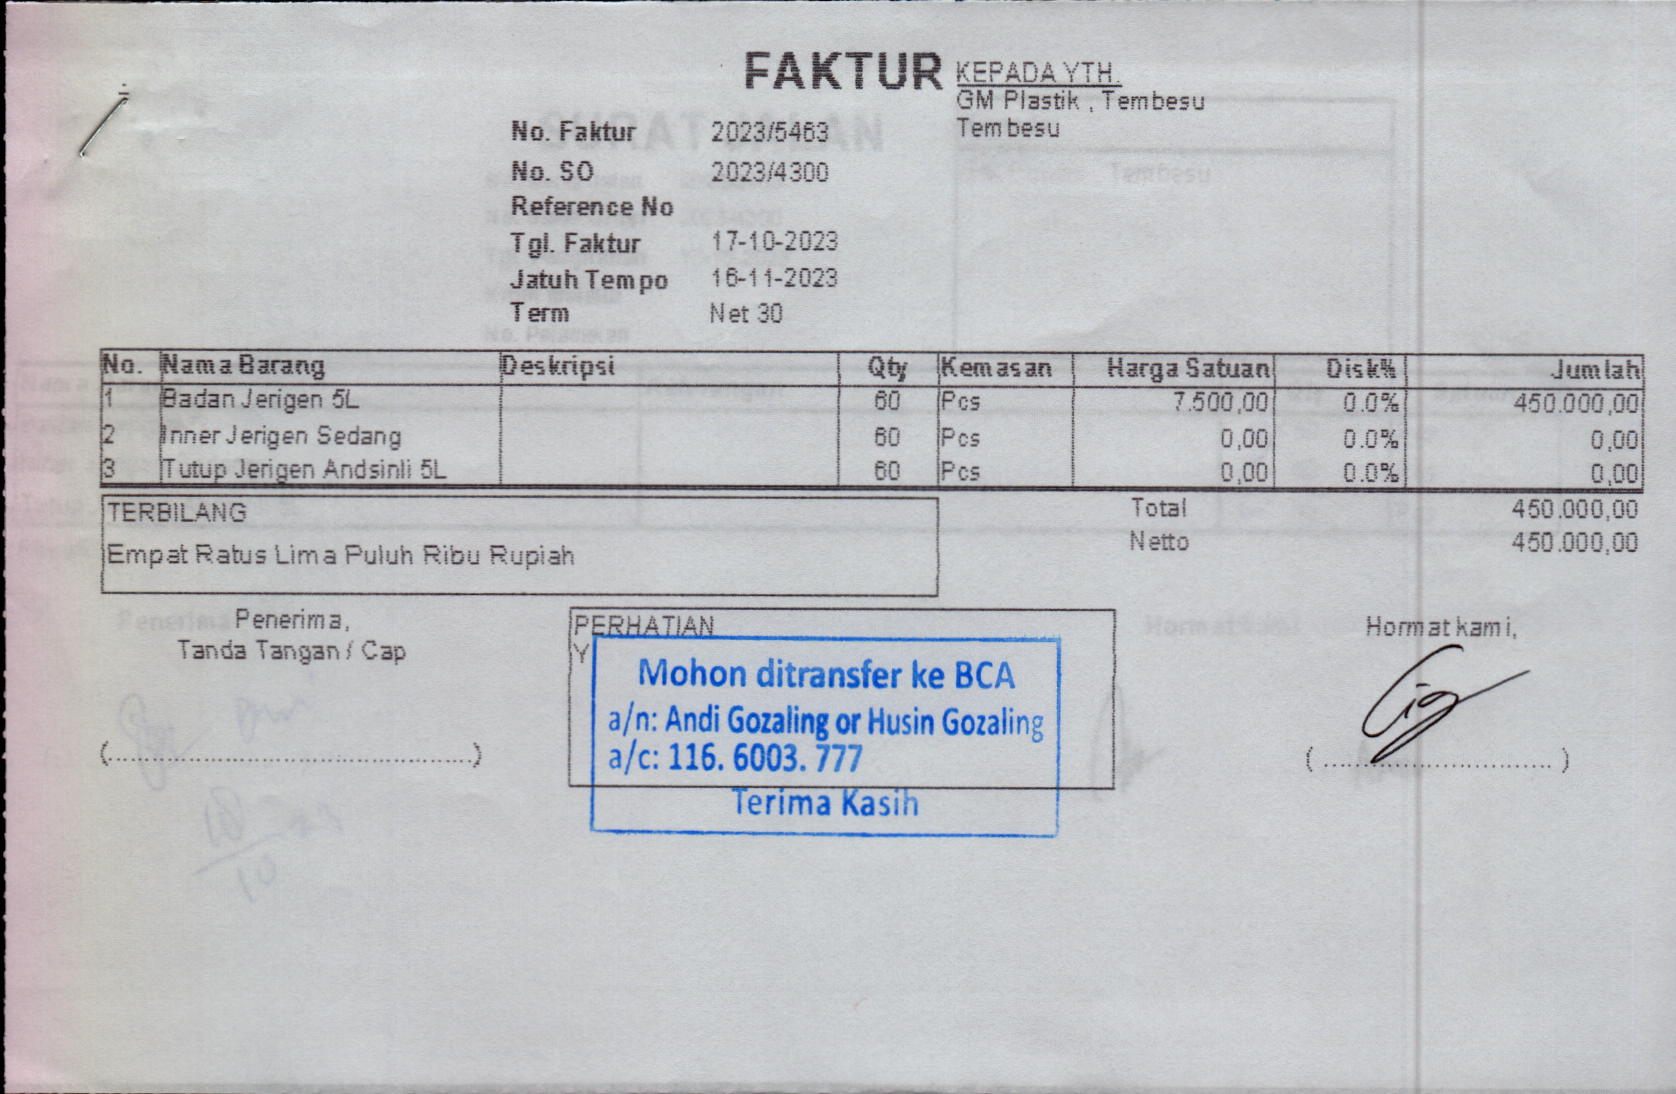 FAKTUR
KEPADA YTH.
GM Plastik , Tembesu
Tembesu
No. Faktur 2023/5463
No. SO 2023/4300
Reference No
Tgl. Faktur 17-10-2023
Jatuh Tempo 16-11-2023
Term Net 30
No. Nama Barang Deskripsi Qty Kemasan Harga Satuan Disk% Jumlah
1 Badan Jerigen 5L 60 Pcs 7.500,00 0.0% 450.000,00
2 Inner Jerigen Sedang 60 Pcs 0,00 0.0% 0,00
3 Tutup Jerigen Andsinli 5L 60 Pcs 0,00 0.0% 0,00
TERBILANG
Empat Ratus Lima Puluh Ribu Rupiah
Total 450.000,00
Netto 450.000,00
Penerima,
Tanda Tangan / Cap
(....................................................)
PERHATIAN
Y
Mohon ditransfer ke BCA
a/n: Andi Gozaling or Husin Gozaling
a/c: 116. 6003. 777
Terima Kasih
Hormat kami,
( ................................ )